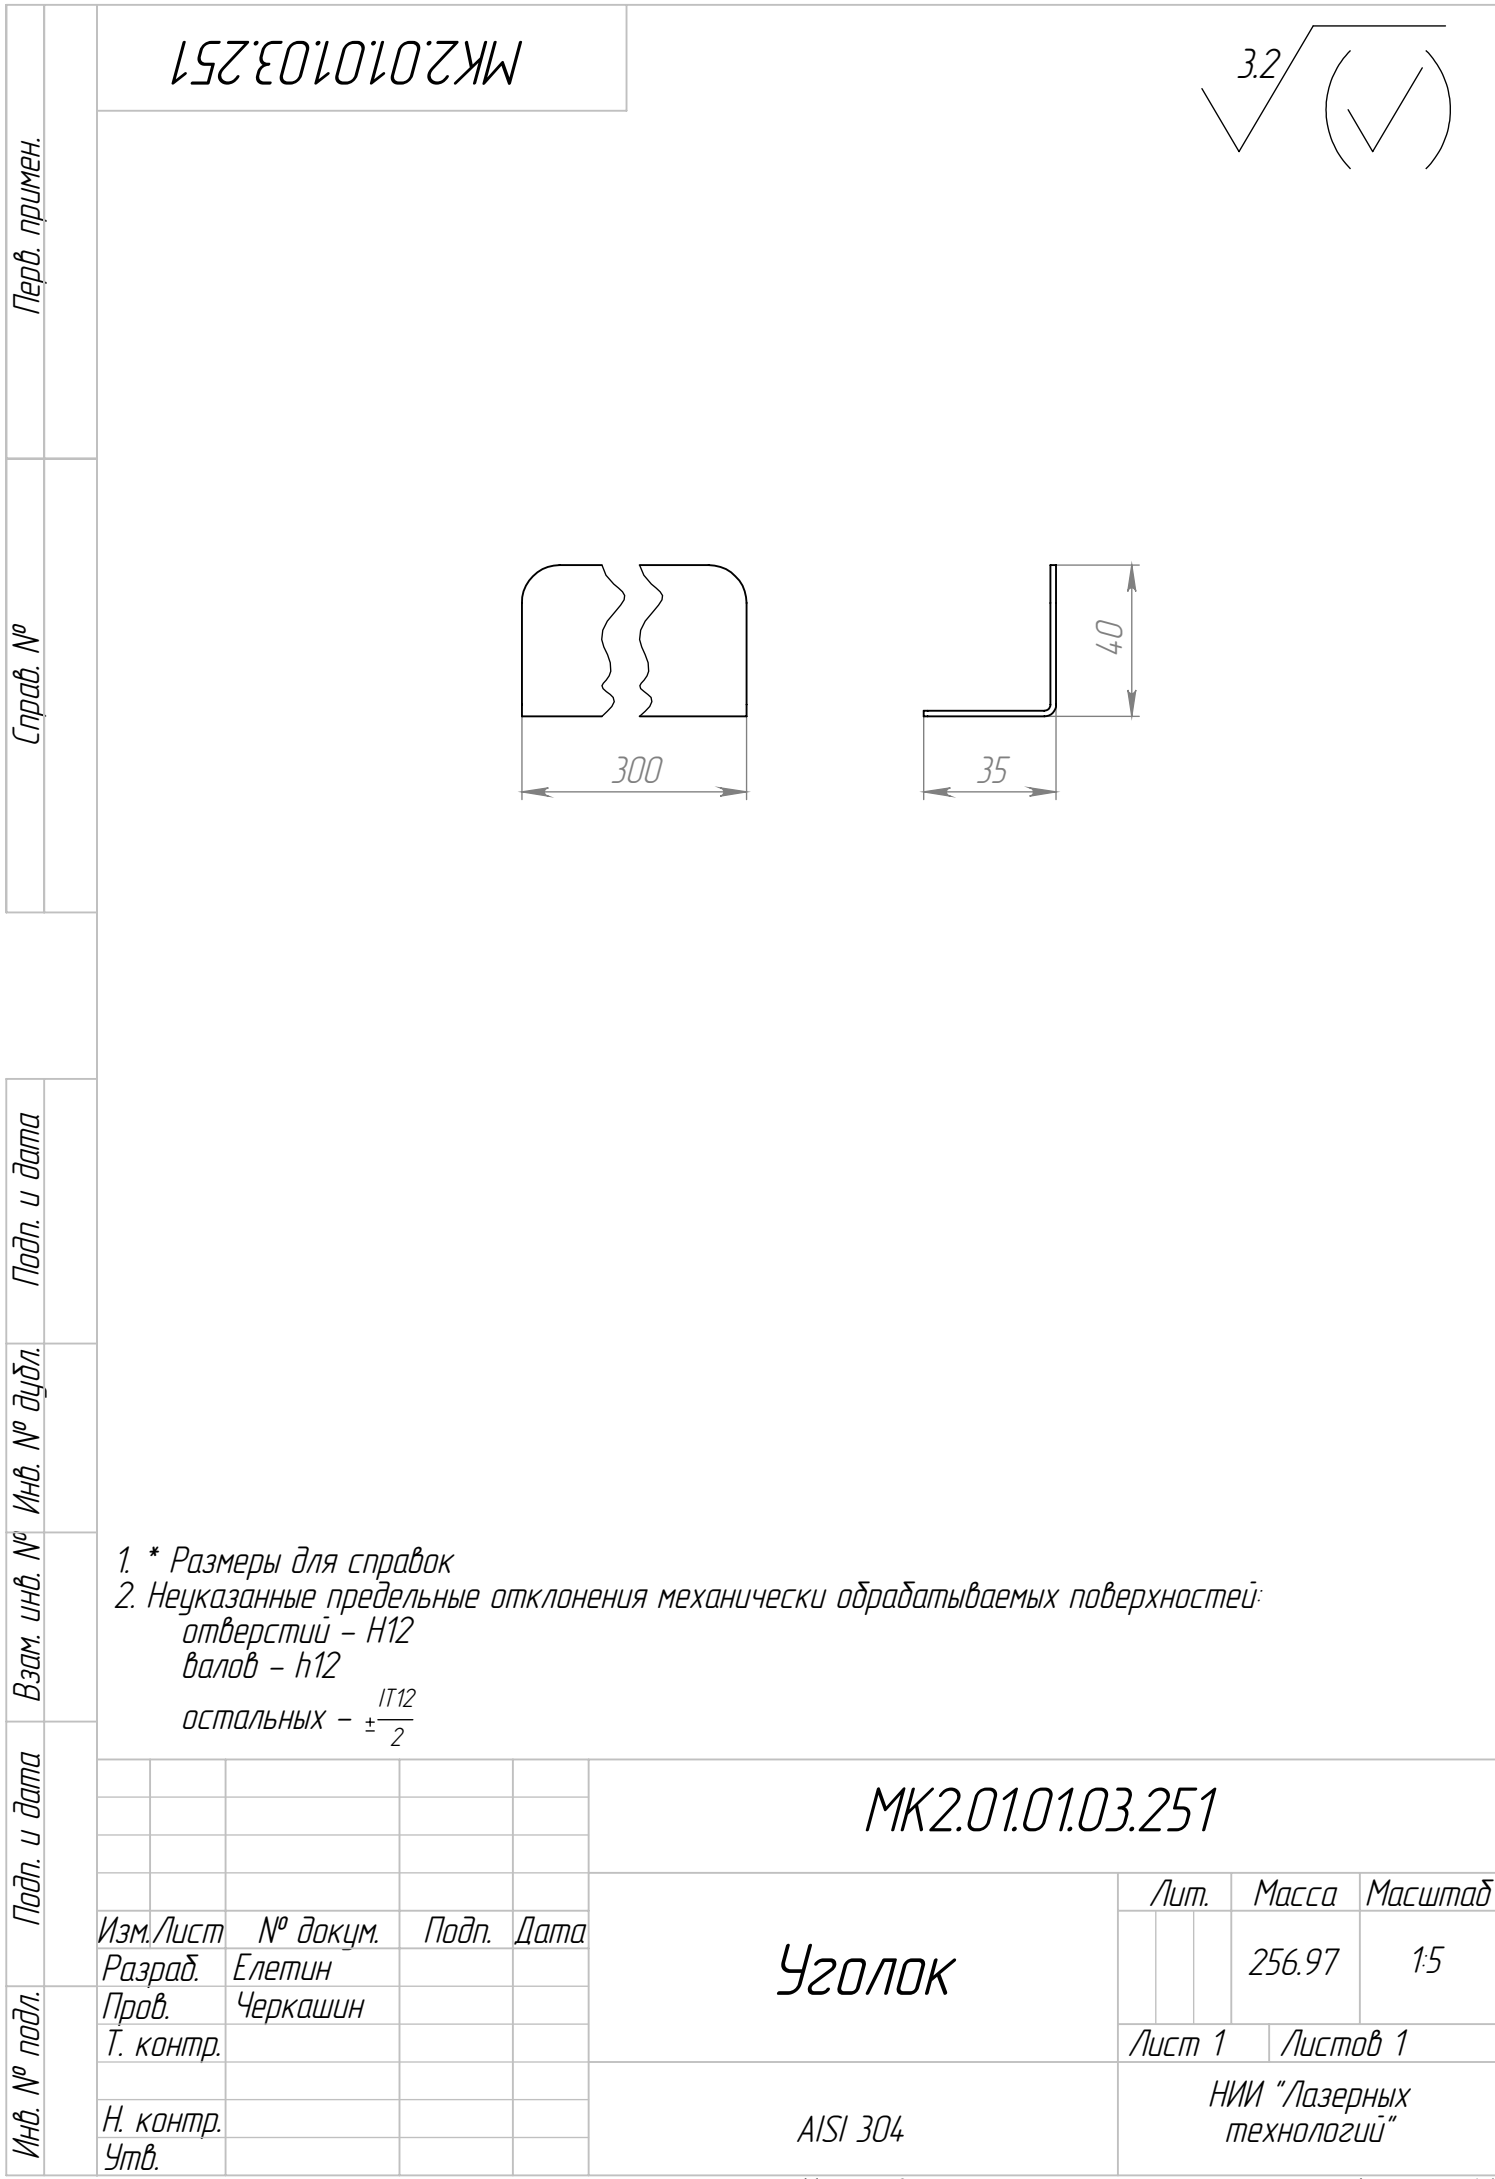 МК2.01.01.03.251
3.2
Перв. примен.
Справ. №
300
35
40
Подп. и дата
Инв. № дубл.
Взам. инв. №
Подп. и дата
Инв. № подл.
1. * Размеры для справок
2. Неуказанные предельные отклонения механически обрабатываемых поверхностей:
отверстий – H12
валов – h12
остальных – ± IT12/2
МК2.01.01.03.251
Лит. Масса Масштаб
Изм. Лист № докум. Подп. Дата
Разраб. Елетин
Пров. Черкашин
Т. контр.
Н. контр.
Утв.
Уголок
256.97 1:5
Лист 1 Листов 1
AISI 304
НИИ "Лазерных
технологий"